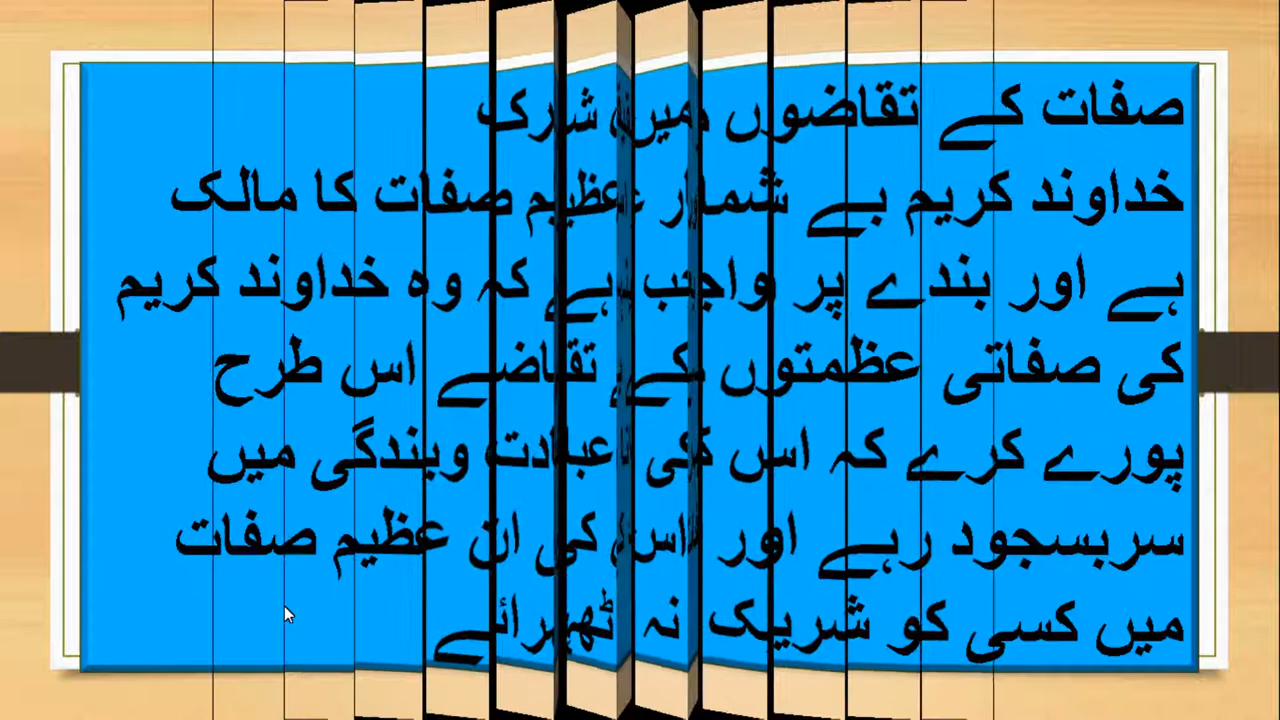 صفات کے تقاضوں میں شرک
خداوند کریم بے شمار عظیم صفات کا مالک
ہے اور بندے پر واجب ہے کہ وہ خداوند کریم
کی صفاتی عظمتوں کے تقاضے اس طرح
پورے کرے کہ اس کی عبادت وبندگی میں
سربسجود رہے اور اس کی ان عظیم صفات
میں کسی کو شریک نہ ٹھہرائے